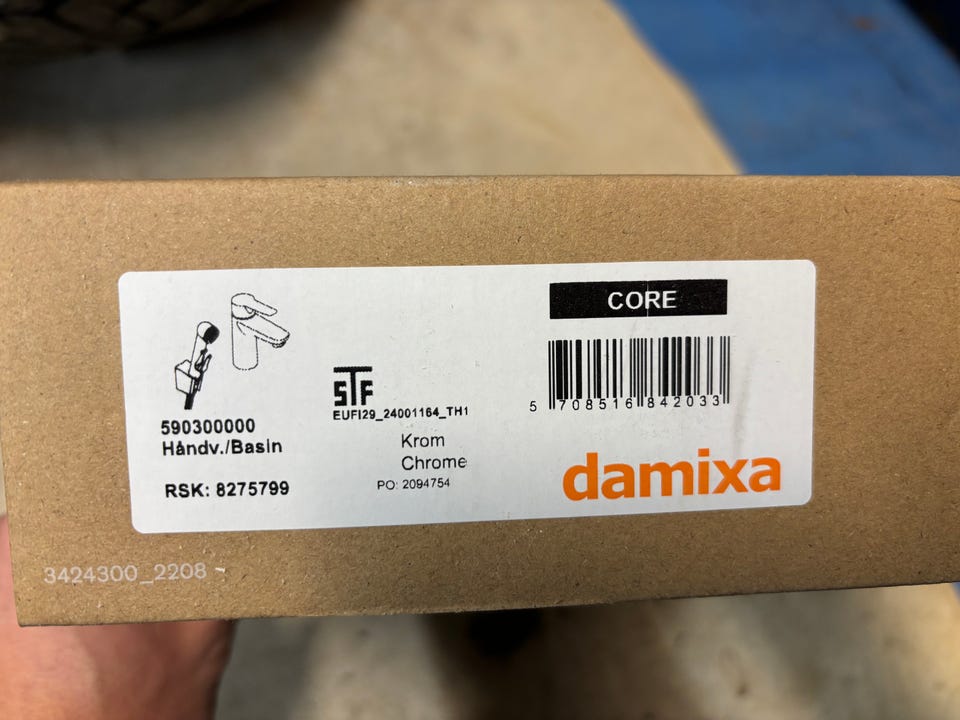 CORE
5 708516 842033
STF
EUFI29_24001164_TH1
590300000
Håndv./Basin
Krom
Chrome
RSK: 8275799
PO: 2094754
damixa
3424300_2208